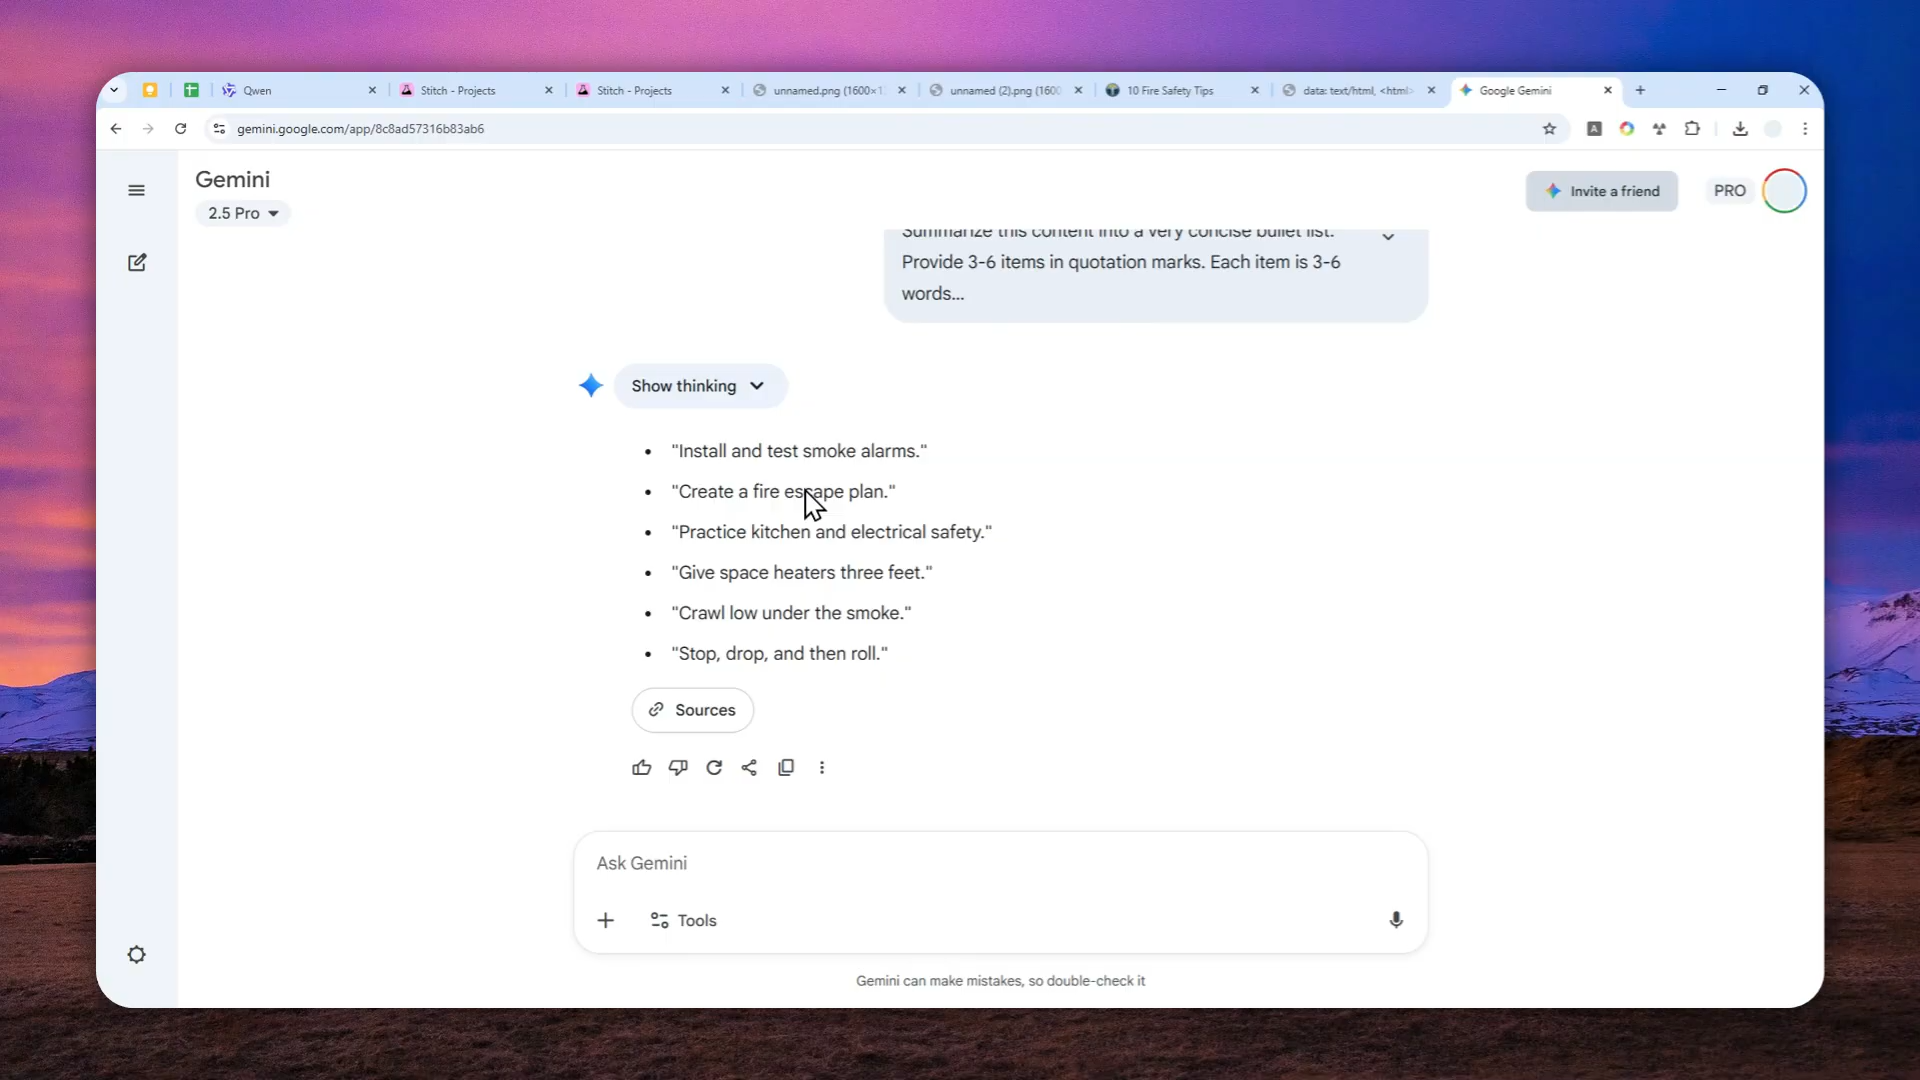 Qwen
Stitch - Projects
Stitch - Projects
unnamed.png (1600×1
unnamed (2).png (1600
10 Fire Safety Tips
data: text/html, <html>
Google Gemini
gemini.google.com/app/8c8ad57316b83ab6
A
Gemini
2.5 Pro
Invite a friend
PRO
Summarize this content into a very concise bullet list.
Provide 3-6 items in quotation marks. Each item is 3-6
words...
Show thinking
• "Install and test smoke alarms."
• "Create a fire escape plan."
• "Practice kitchen and electrical safety."
• "Give space heaters three feet."
• "Crawl low under the smoke."
• "Stop, drop, and then roll."
Sources
Ask Gemini
Tools
Gemini can make mistakes, so double-check it